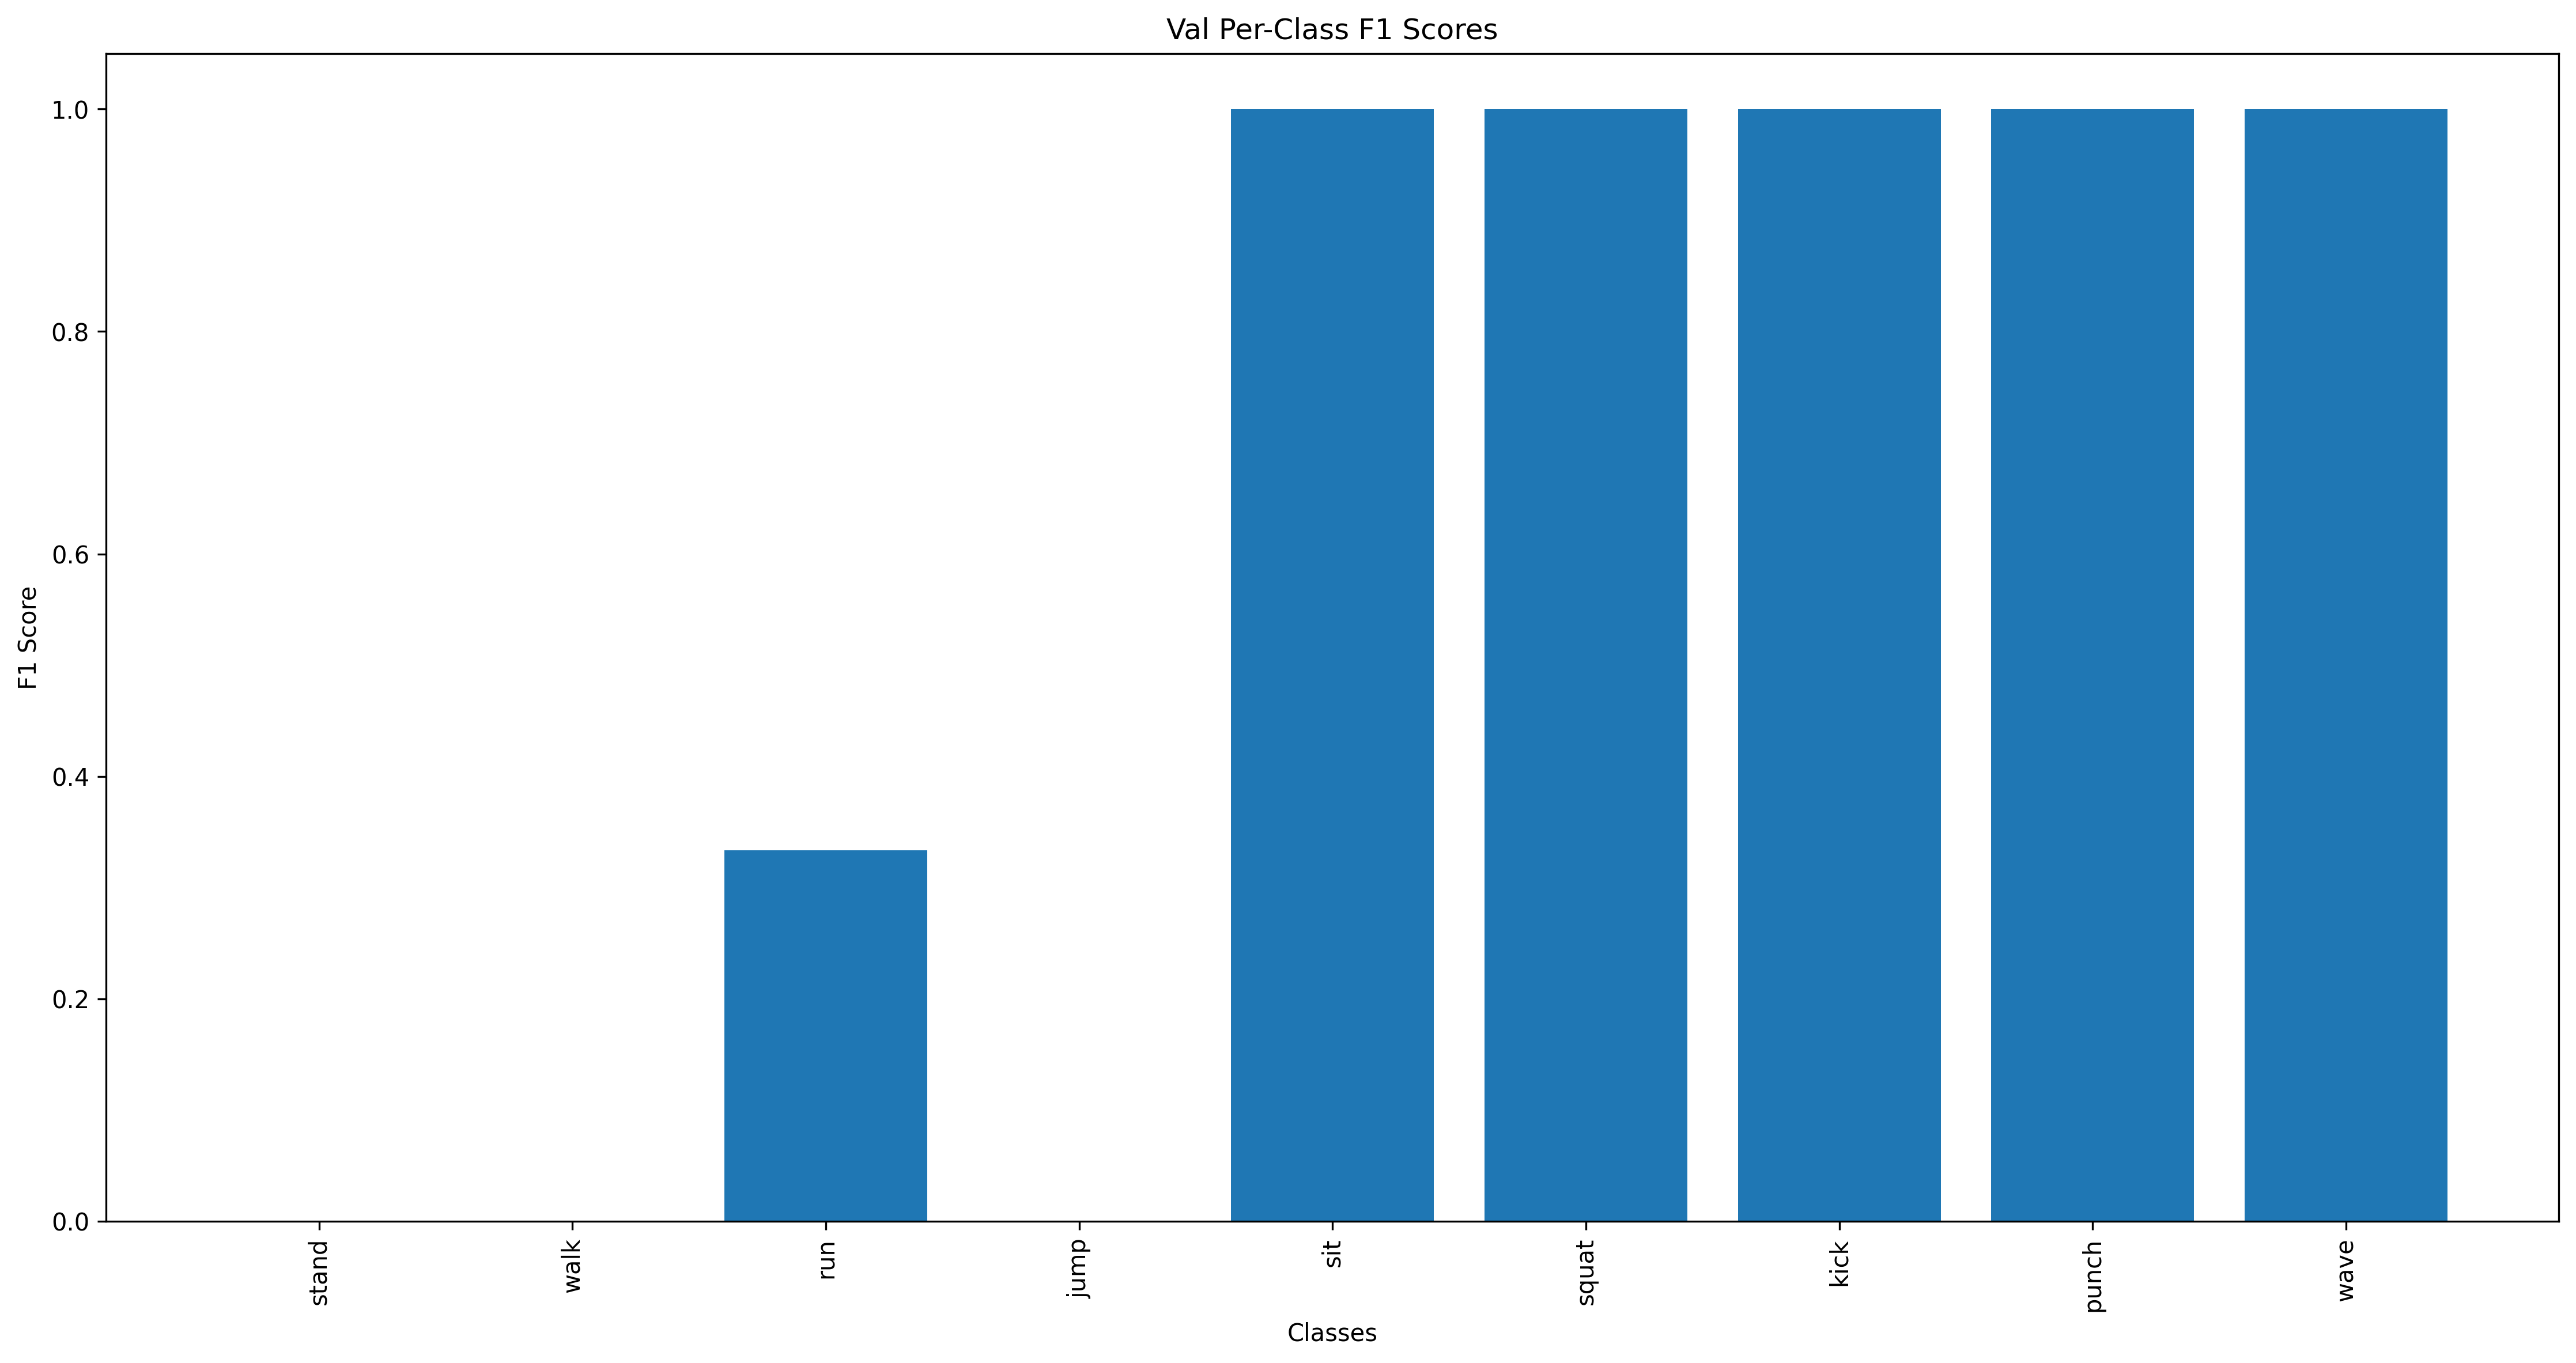 Val Per-Class F1 Scores
1.0
0.8
0.6
0.4
0.2
0.0
F1 Score
stand
walk
run
jump
sit
squat
kick
punch
wave
Classes